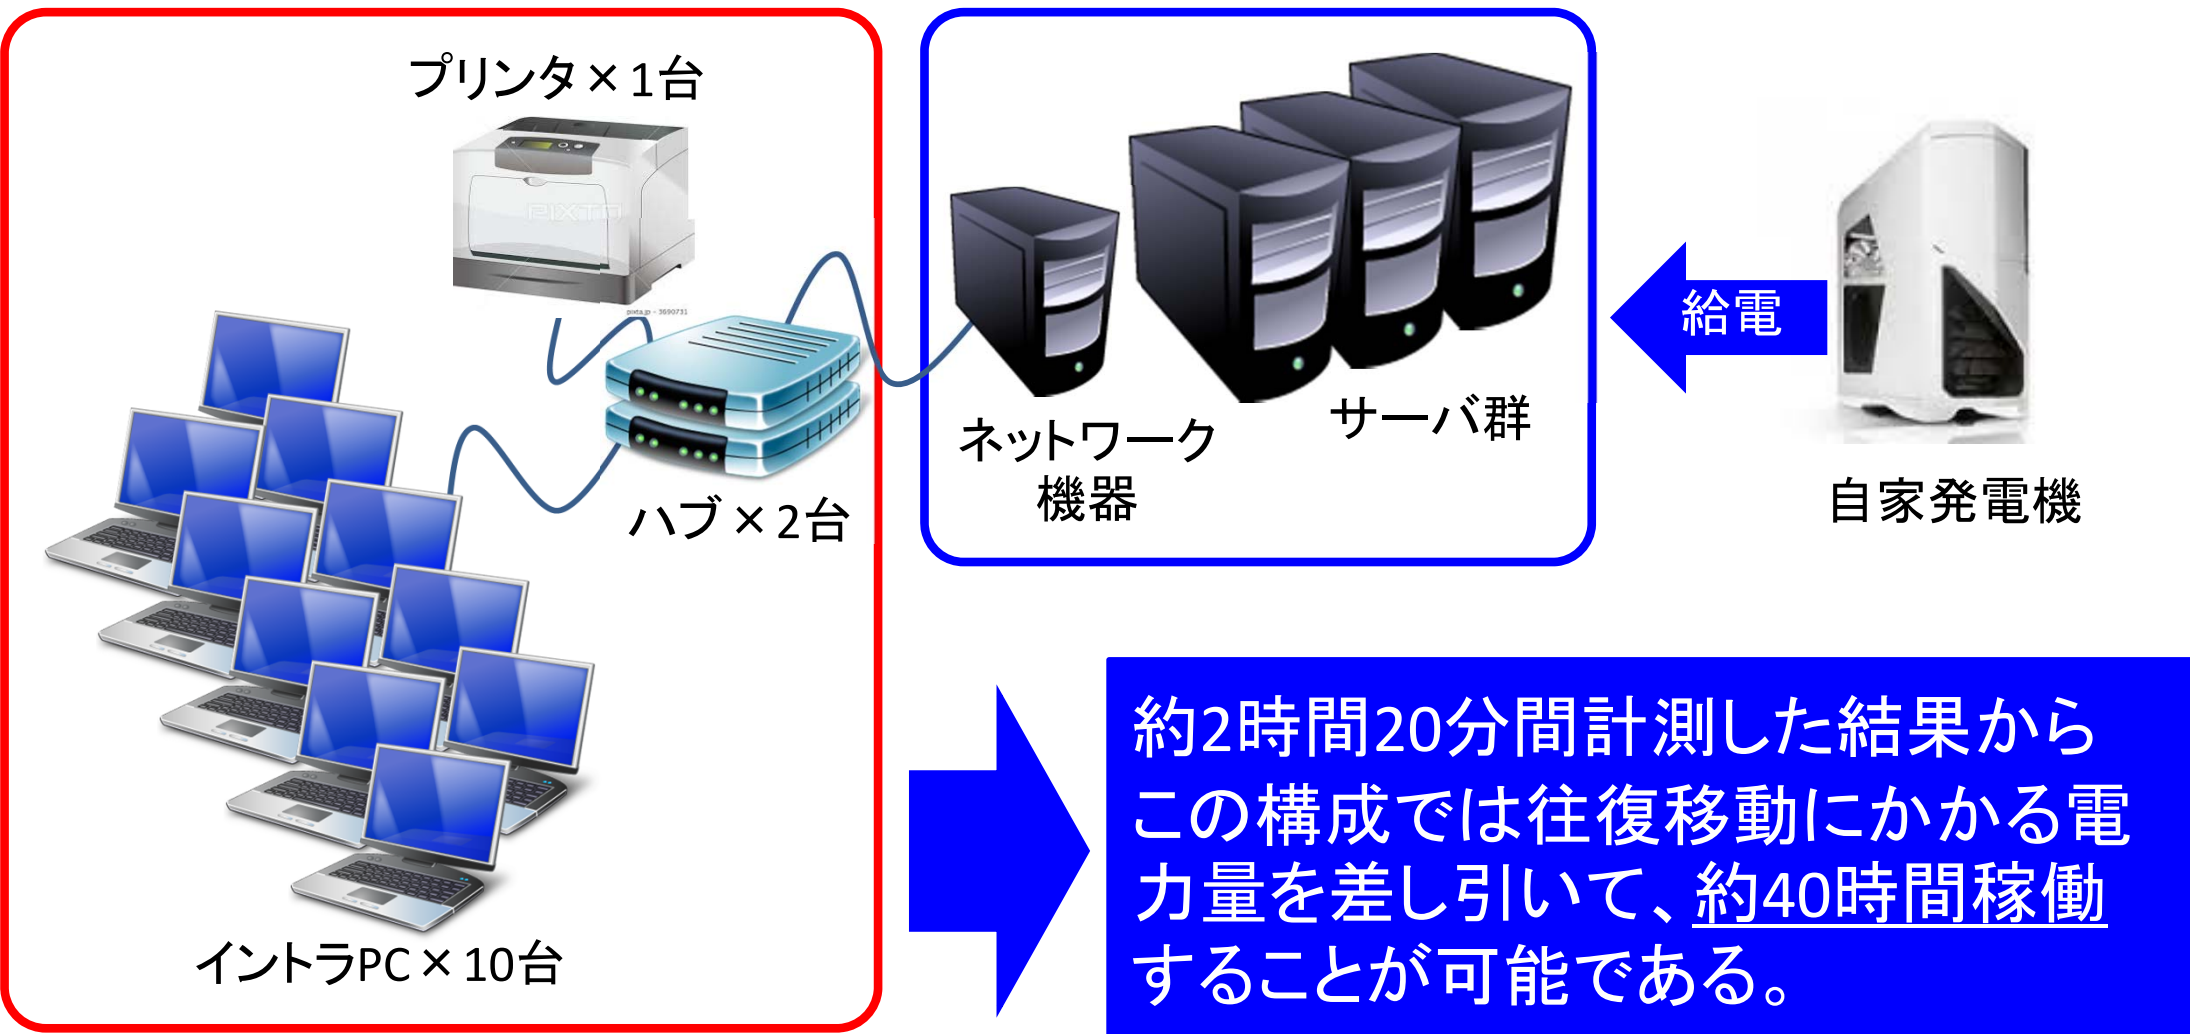 プリンタ×1台
PIXTA
pixta.jp - 3690731
ハブ×2台
イントラPC×10台
ネットワーク
機器
サーバ群
給電
自家発電機
約2時間20分間計測した結果から
この構成では往復移動にかかる電
力量を差し引いて、約40時間稼働
することが可能である。